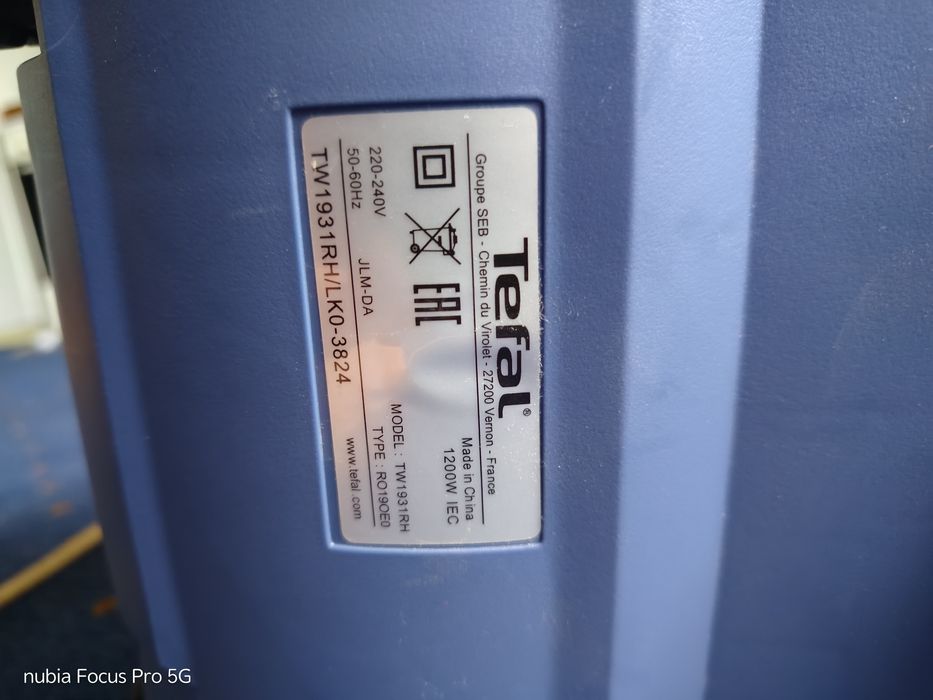 Tefal®
Groupe SEB - Chemin du Virolet - 27200 Vernon - France
Made in China
1200W IEC
EAC
MODEL : TW1931RH
TYPE : RO190E0
220-240V
50-60Hz
JLM-DA
www.tefal.com
TW1931RH/LK0-3824
nubia Focus Pro 5G